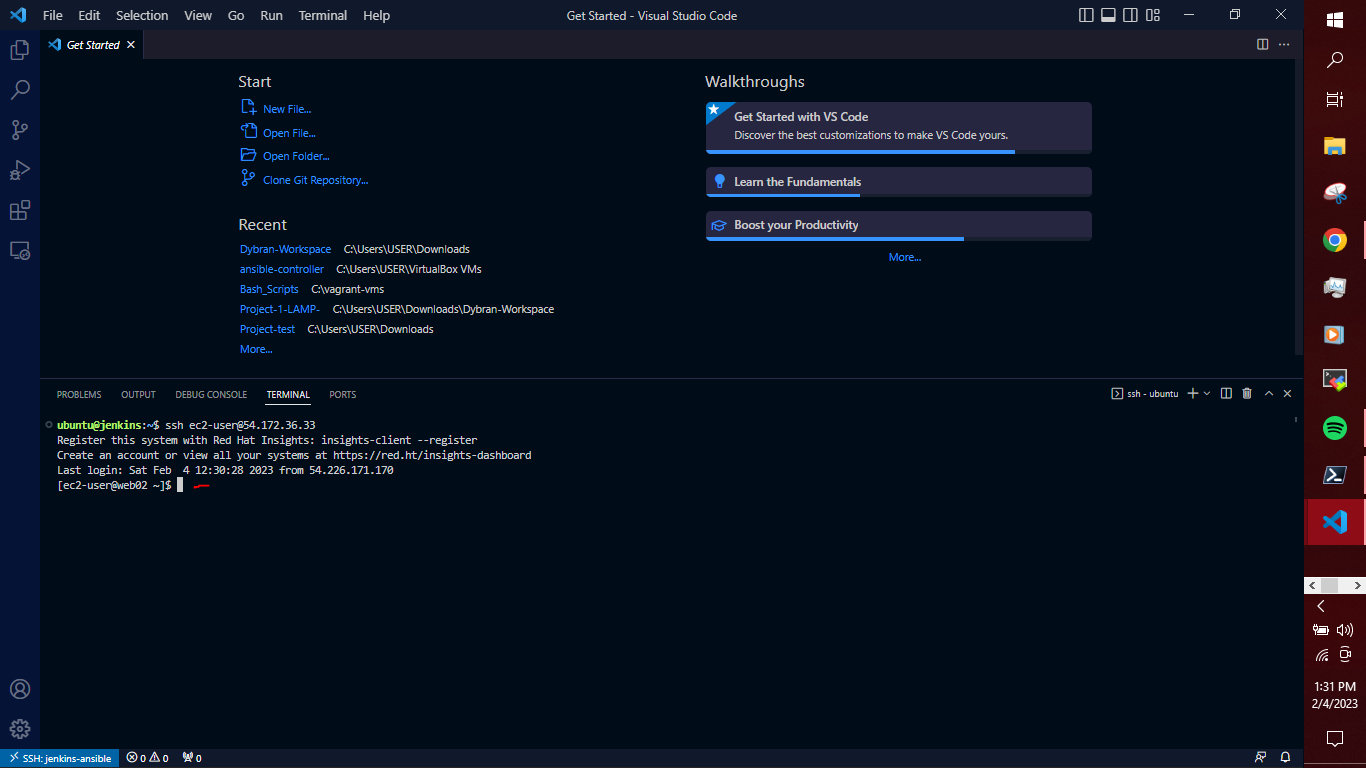 File Edit Selection View Go Run Terminal Help
Get Started - Visual Studio Code
Get Started
Start
New File...
Open File...
Open Folder...
Clone Git Repository...
Recent
Dybran-Workspace C:\Users\USER\Downloads
ansible-controller C:\Users\USER\VirtualBox VMs
Bash_Scripts C:\vagrant-vms
Project-1-LAMP- C:\Users\USER\Downloads\Dybran-Workspace
Project-test C:\Users\USER\Downloads
More...
Walkthroughs
Get Started with VS Code
Discover the best customizations to make VS Code yours.
Learn the Fundamentals
Boost your Productivity
More...
PROBLEMS OUTPUT DEBUG CONSOLE TERMINAL PORTS
ssh - ubuntu
ubuntu@jenkins:~$ ssh ec2-user@54.172.36.33
Register this system with Red Hat Insights: insights-client --register
Create an account or view all your systems at https://red.ht/insights-dashboard
Last login: Sat Feb  4 12:30:28 2023 from 54.226.171.170
[ec2-user@web02 ~]$
SSH: jenkins-ansible 0 0 0
1:31 PM
2/4/2023